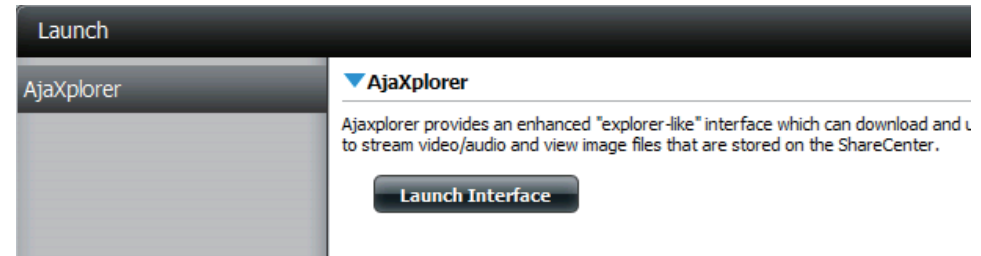 Launch
AjaXplorer
AjaXplorer
Ajaxplorer provides an enhanced "explorer-like" interface which can download and
to stream video/audio and view image files that are stored on the ShareCenter.
Launch Interface